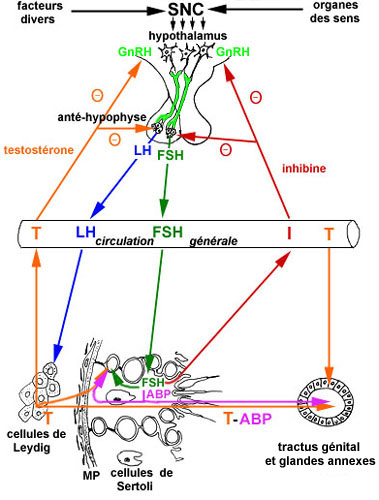 facteurs
divers
SNC
organes
des sens
hypothalamus
GnRH
GnRH
Θ
Θ
anté-hypophyse
Θ
Θ
testostérone
LH
FSH
inhibine
T
LH
FSH
I
T
circulation
générale
FSH
ABP
T
T-ABP
cellules de
Leydig
MP
cellules de
Sertoli
tractus génital
et glandes annexes